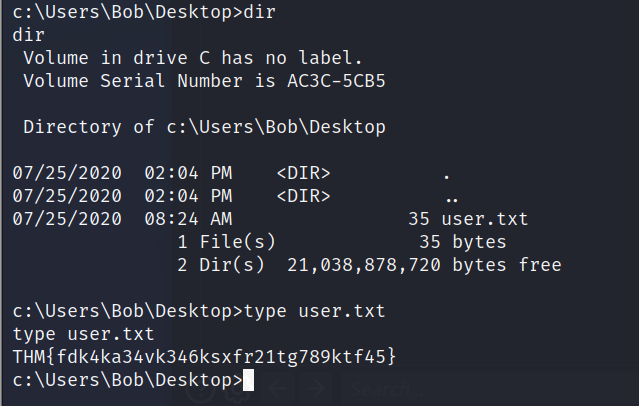 c:\Users\Bob\Desktop>dir
dir
 Volume in drive C has no label.
 Volume Serial Number is AC3C-5CB5

 Directory of c:\Users\Bob\Desktop

07/25/2020  02:04 PM    <DIR>          .
07/25/2020  02:04 PM    <DIR>          ..
07/25/2020  08:24 AM                35 user.txt
               1 File(s)             35 bytes
               2 Dir(s)  21,038,878,720 bytes free

c:\Users\Bob\Desktop>type user.txt
type user.txt
THM{fdk4ka34vk346ksxfr21tg789ktf45}
c:\Users\Bob\Desktop>
Search...